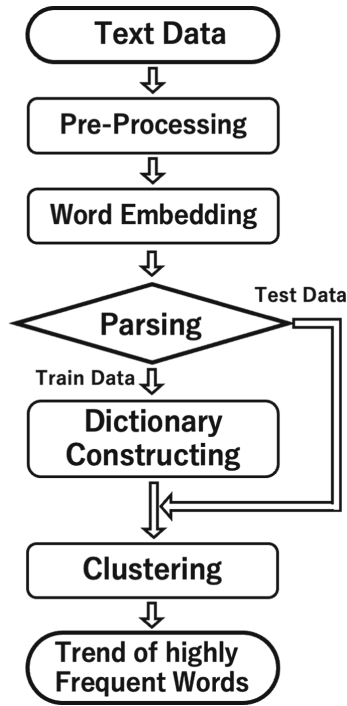 Text Data
Pre-Processing
Word Embedding
Test Data
Parsing
Train Data
Dictionary
Constructing
Clustering
Trend of highly
Frequent Words